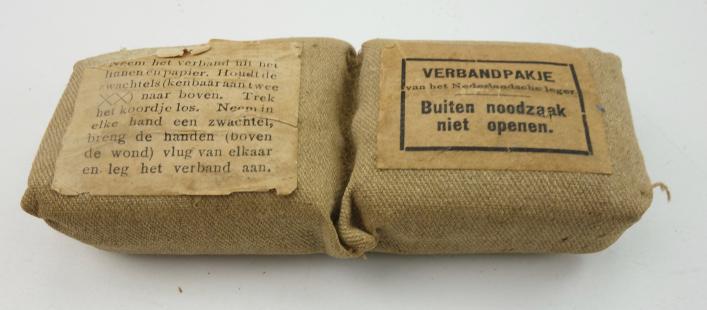 Neem het verband uit het
linnen en papier. Houdt de
zwachtels (kenbaar aan twee
XXX) naar boven. Trek
het koordje los. Neem in
elke hand een zwachtel,
breng de handen (boven
de wond) vlug van elkaar
en leg het verband aan.
VERBANDPAKJE
van het Nederlandsche leger.
Buiten noodzaak
niet openen.